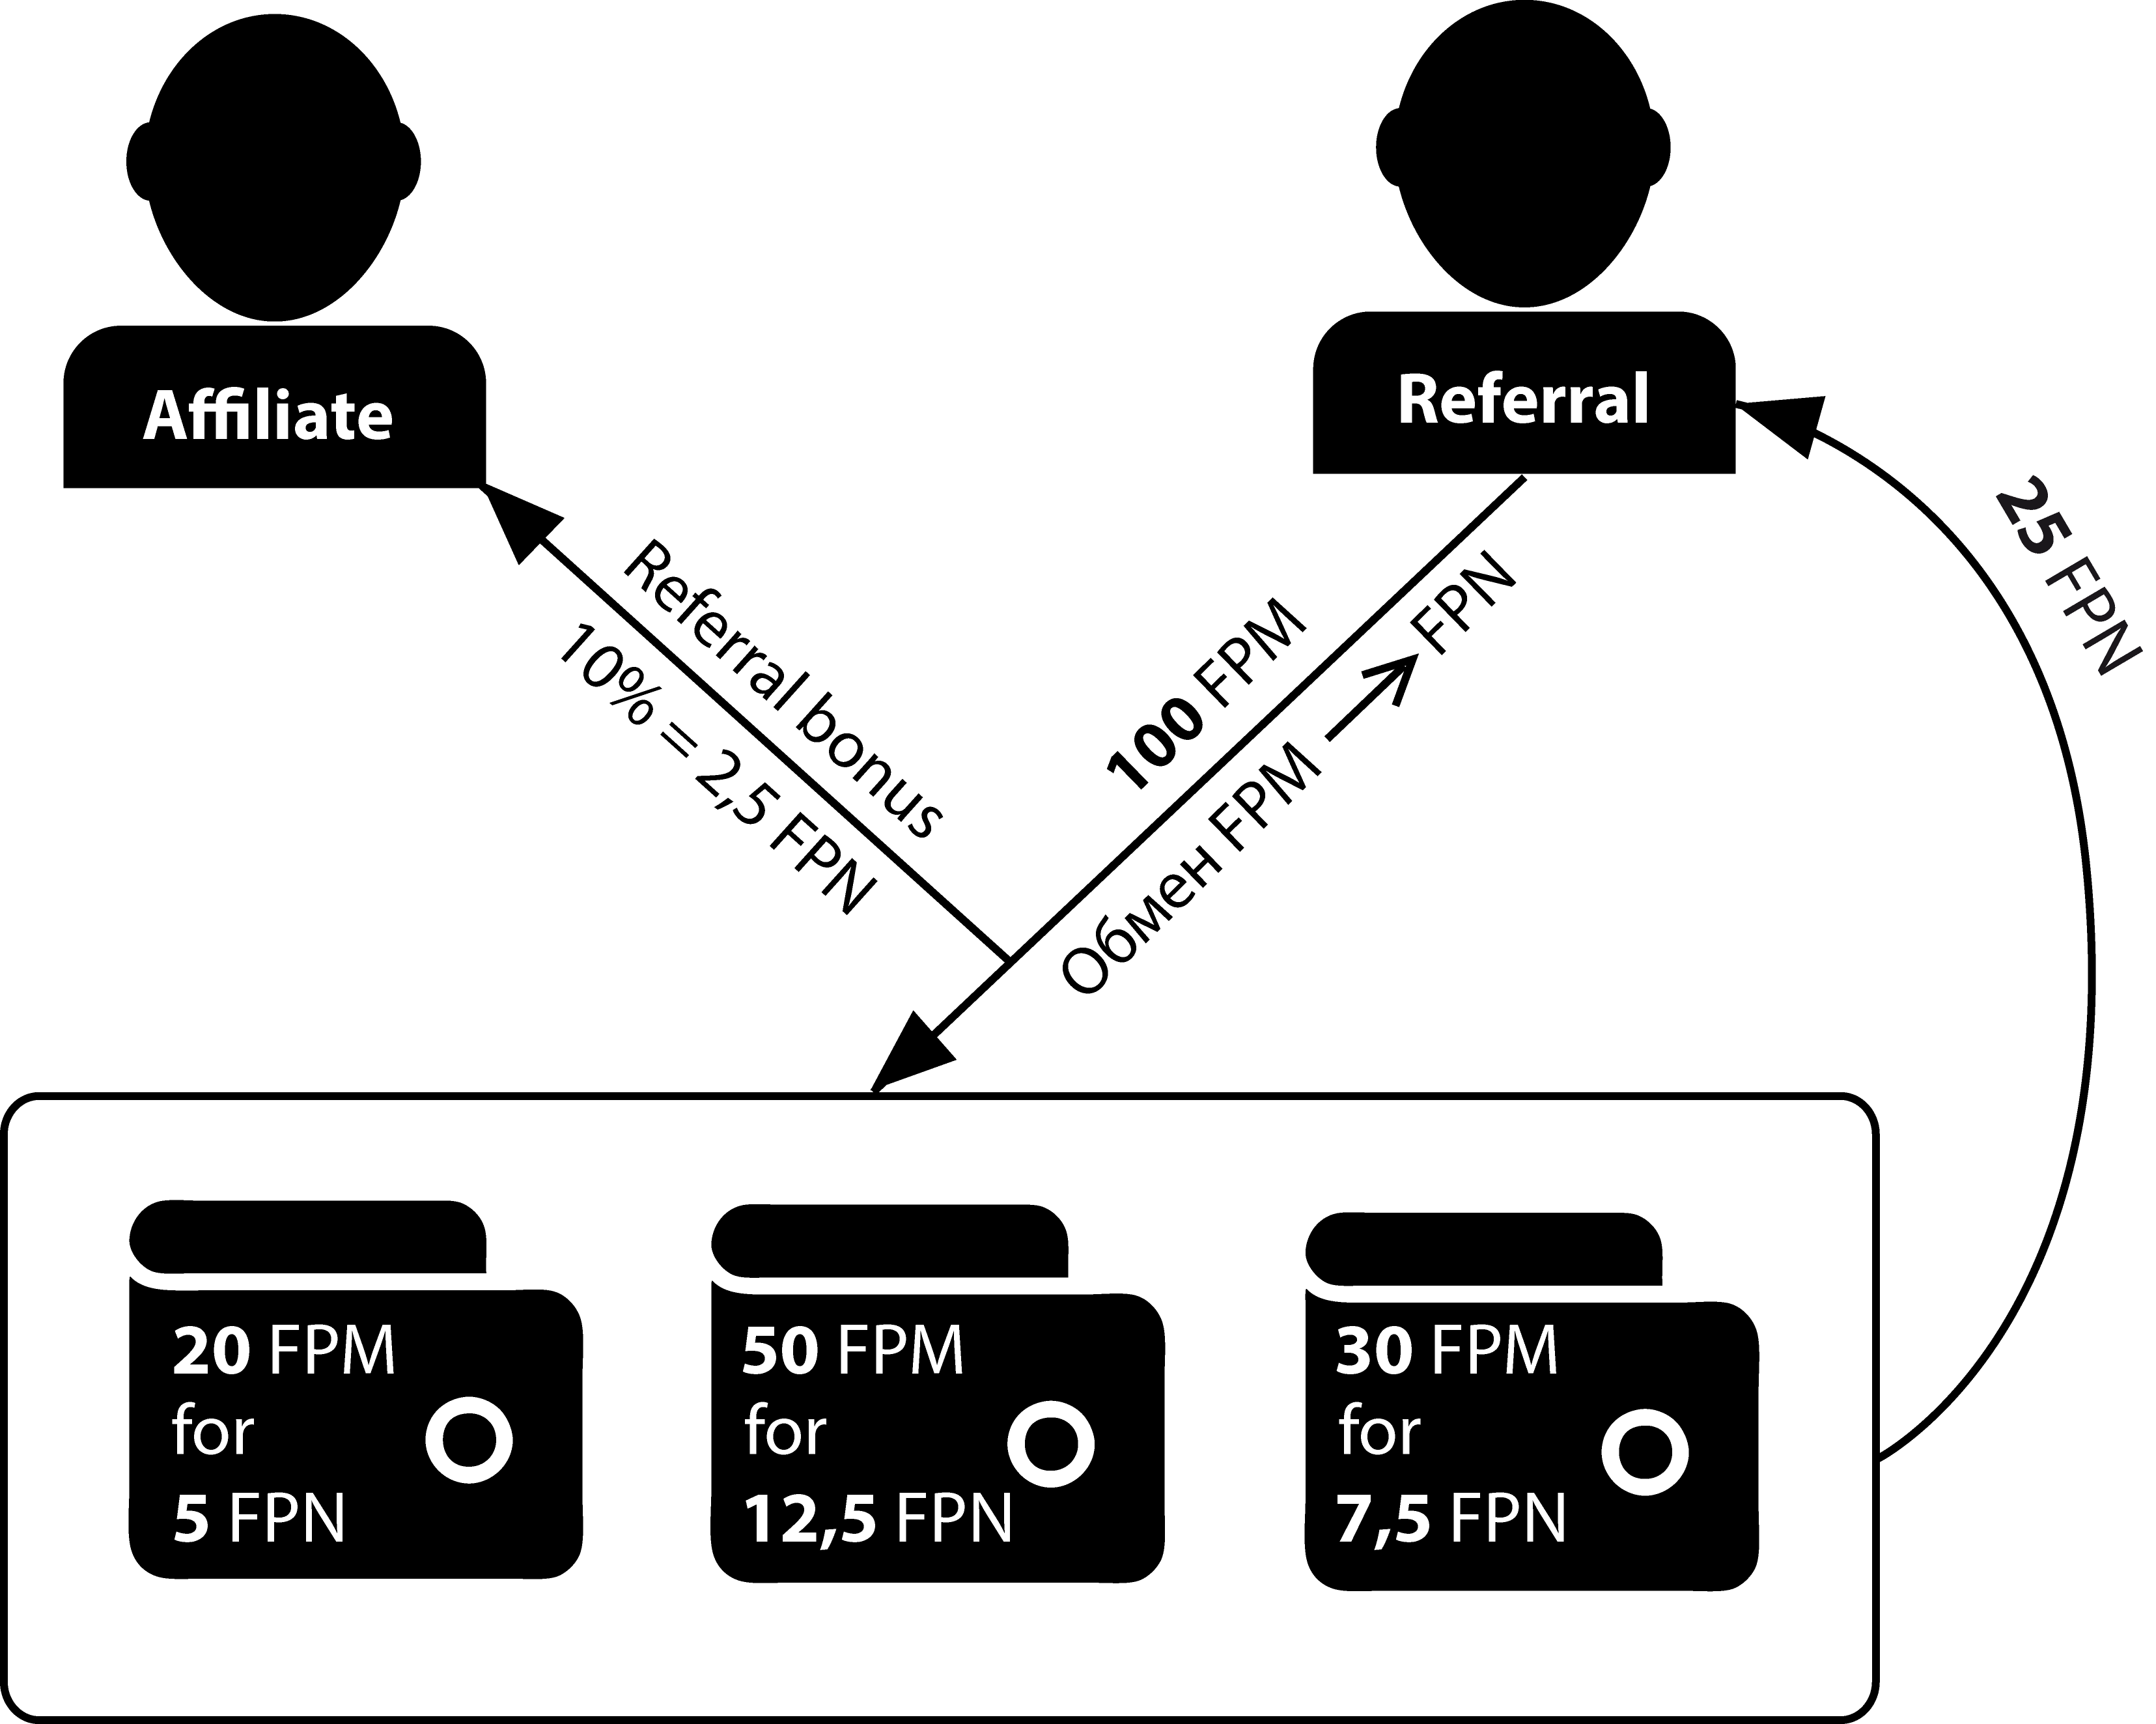 Affiliate
Referral
Referral bonus
10% = 2,5 FPN
100 FPM
Обмен FPM FPN
25 FPN
20 FPM
for
5 FPN
50 FPM
for
12,5 FPN
30 FPM
for
7,5 FPN